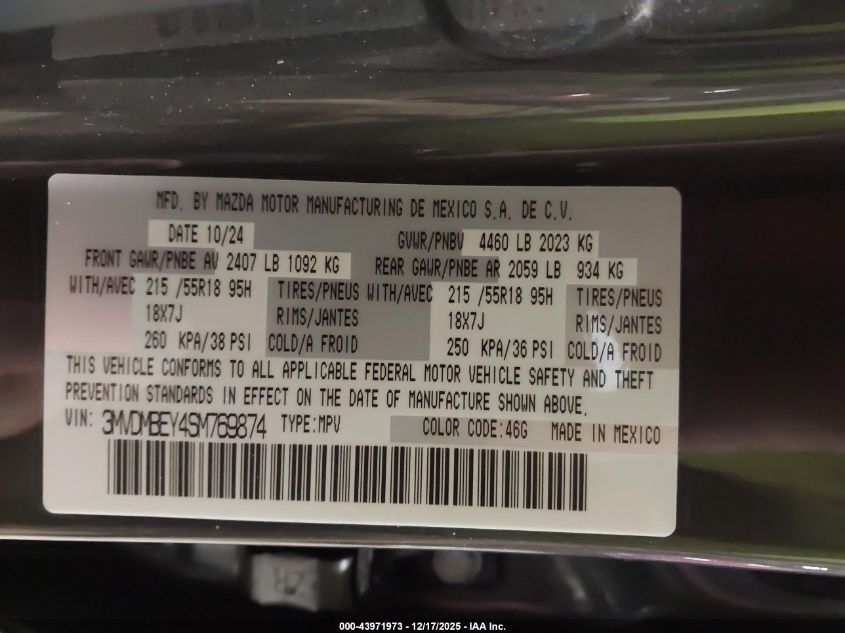 MFD. BY MAZDA MOTOR MANUFACTURING DE MEXICO S.A. DE C.V.
DATE 10/24 GVWR/PNBV 4460 LB 2023 KG
FRONT GAWR/PNBE AV 2407 LB 1092 KG REAR GAWR/PNBE AR 2059 LB 934 KG
WITH/AVEC 215 /55R18 95H TIRES/PNEUS WITH/AVEC 215 /55R18 95H TIRES/PNEUS
18X7J RIMS/JANTES 18X7J RIMS/JANTES
260 KPA/38 PSI COLD/A FROID 250 KPA/36 PSI COLD/A FROID
THIS VEHICLE CONFORMS TO ALL APPLICABLE FEDERAL MOTOR VEHICLE SAFETY AND THEFT
PREVENTION STANDARDS IN EFFECT ON THE DATE OF MANUFACTURE SHOWN ABOVE.
VIN: 3MVDMBEY4SM769874 TYPE:MPV COLOR CODE:46G MADE IN MEXICO
000-43971973 - 12/17/2025 - IAA Inc.